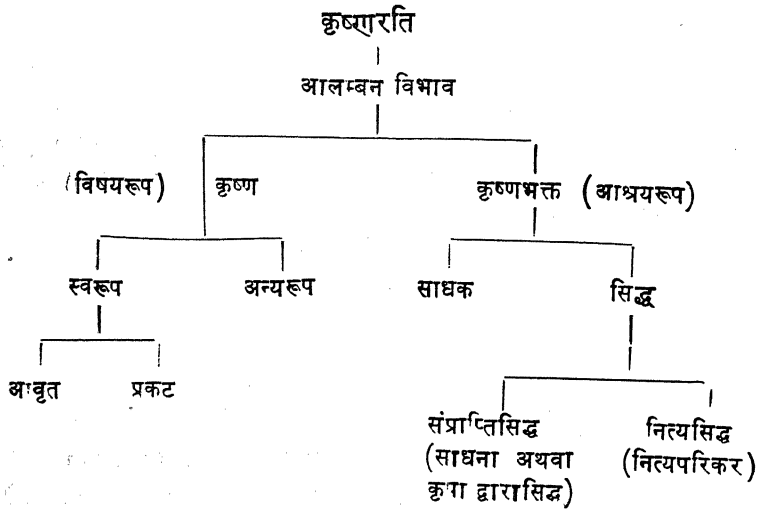 कृष्णरति
आलम्बन विभाव
(विषयरूप) कृष्ण
कृष्णभक्त (आश्रयरूप)
स्वरूप अन्यरूप साधक सिद्ध
आवृत प्रकट
संप्राप्तिसिद्ध
(साधना अथवा
कृपा द्वारासिद्ध)
नित्यसिद्ध
(नित्यपरिकर)